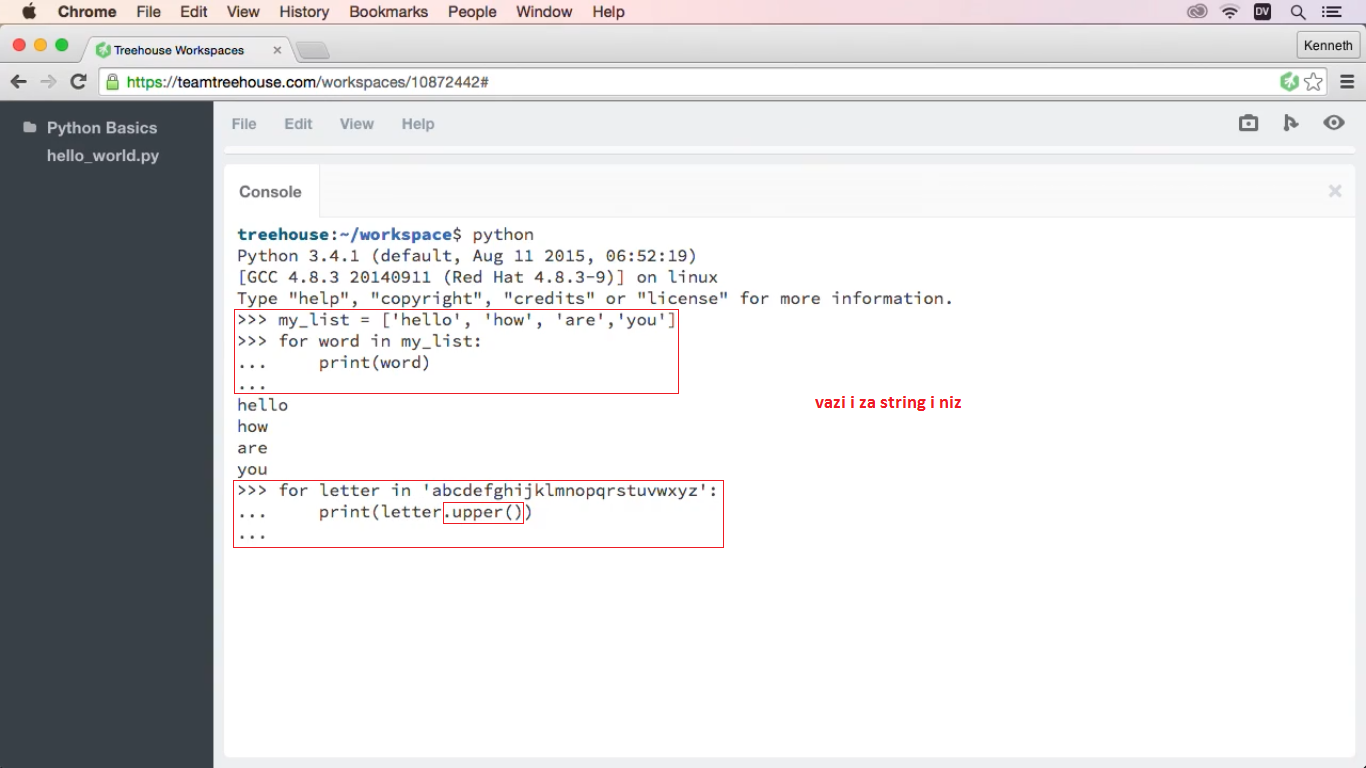 Chrome File Edit View History Bookmarks People Window Help DV
Treehouse Workspaces
Kenneth
https://teamtreehouse.com/workspaces/10872442#
Python Basics
hello_world.py
File Edit View Help
Console
treehouse:~/workspace$ python
Python 3.4.1 (default, Aug 11 2015, 06:52:19)
[GCC 4.8.3 20140911 (Red Hat 4.8.3-9)] on linux
Type "help", "copyright", "credits" or "license" for more information.
>>> my_list = ['hello', 'how', 'are','you']
>>> for word in my_list:
...     print(word)
...
hello
vazi i za string i niz
how
are
you
>>> for letter in 'abcdefghijklmnopqrstuvwxyz':
...     print(letter.upper())
...